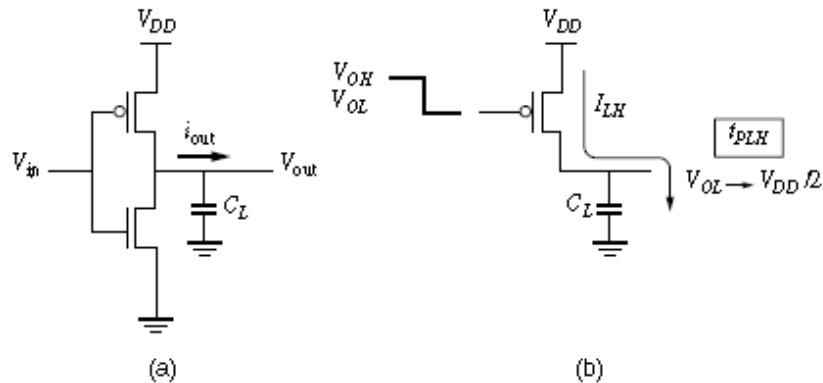 V_DD
V_in
i_out
V_out
C_L
(a)
V_DD
V_OH
V_OL
I_LH
t_PLH
V_OL → V_DD /2
C_L
(b)